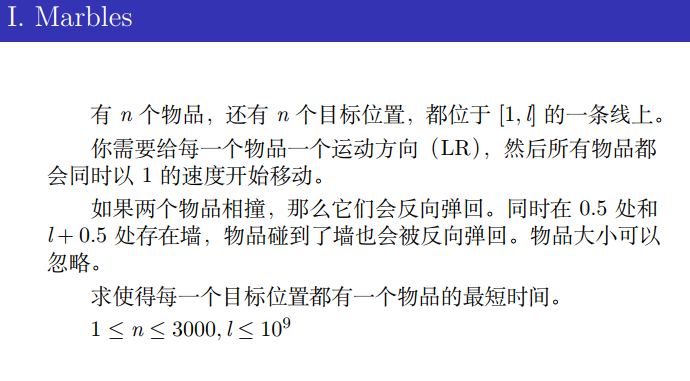 I. Marbles
有 n 个物品，还有 n 个目标位置，都位于 [1, l] 的一条线上。
你需要给每一个物品一个运动方向（LR），然后所有物品都
会同时以 1 的速度开始移动。
如果两个物品相撞，那么它们会反向弹回。同时在 0.5 处和
l + 0.5 处存在墙，物品碰到了墙也会被反向弹回。物品大小可以
忽略。
求使得每一个目标位置都有一个物品的最短时间。
1 ≤ n ≤ 3000, l ≤ 10⁹